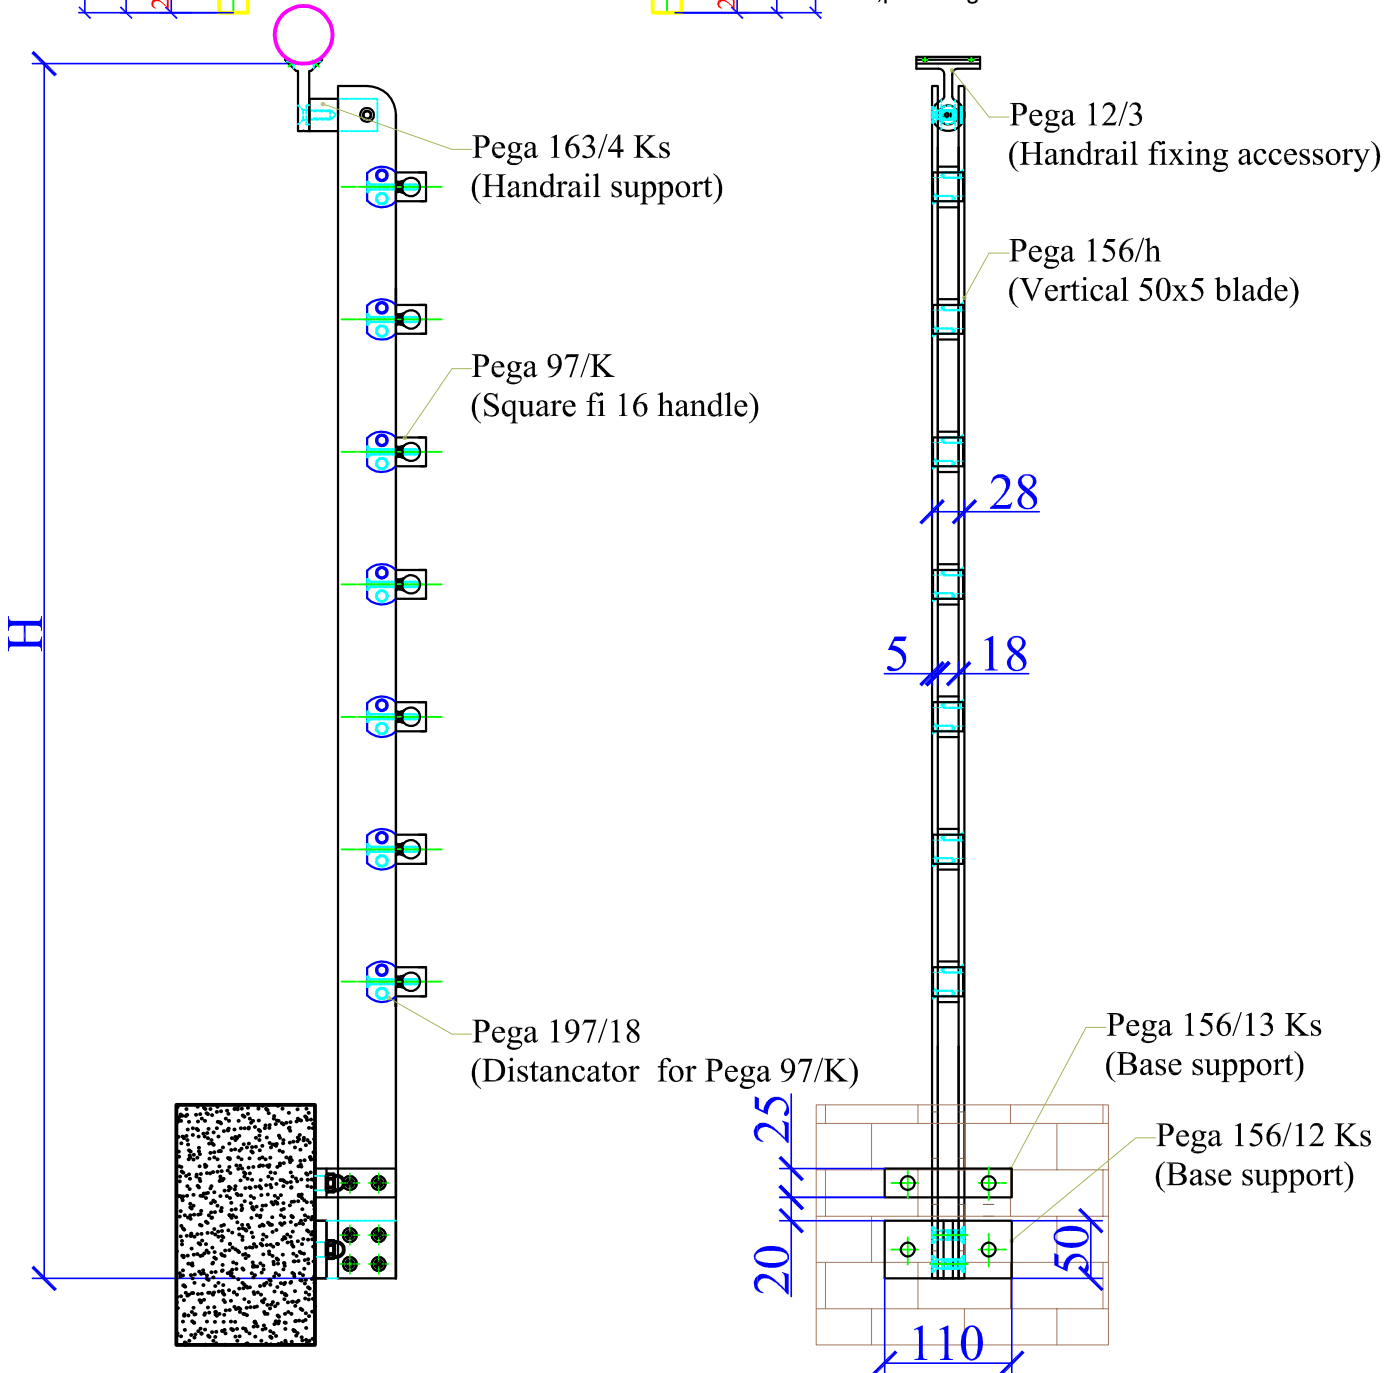 2
2
Pega 163/4 Ks
(Handrail support)
Pega 12/3
(Handrail fixing accessory)
Pega 156/h
(Vertical 50x5 blade)
Pega 97/K
(Square fi 16 handle)
28
H
5
18
Pega 197/18
(Distancator for Pega 97/K)
Pega 156/13 Ks
(Base support)
25
Pega 156/12 Ks
(Base support)
20
50
110